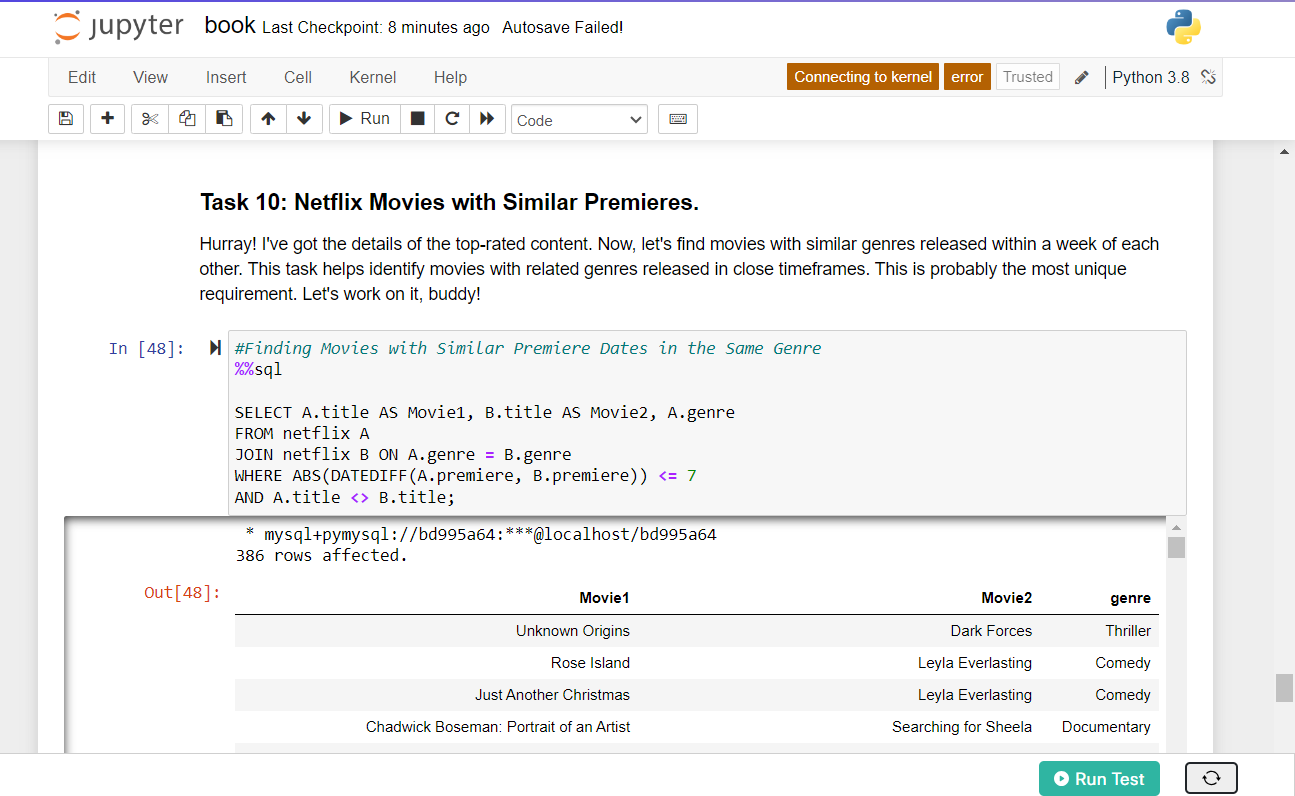 jupyter book Last Checkpoint: 8 minutes ago Autosave Failed!
Edit View Insert Cell Kernel Help Connecting to kernel error Trusted Python 3.8
Run Code
Task 10: Netflix Movies with Similar Premieres.
Hurray! I've got the details of the top-rated content. Now, let's find movies with similar genres released within a week of each
other. This task helps identify movies with related genres released in close timeframes. This is probably the most unique
requirement. Let's work on it, buddy!
In [48]: #Finding Movies with Similar Premiere Dates in the Same Genre
%%sql
SELECT A.title AS Movie1, B.title AS Movie2, A.genre
FROM netflix A
JOIN netflix B ON A.genre = B.genre
WHERE ABS(DATEDIFF(A.premiere, B.premiere)) <= 7
AND A.title <> B.title;
* mysql+pymysql://bd995a64:***@localhost/bd995a64
386 rows affected.
Out[48]: Movie1 Movie2 genre
Unknown Origins Dark Forces Thriller
Rose Island Leyla Everlasting Comedy
Just Another Christmas Leyla Everlasting Comedy
Chadwick Boseman: Portrait of an Artist Searching for Sheela Documentary
Run Test